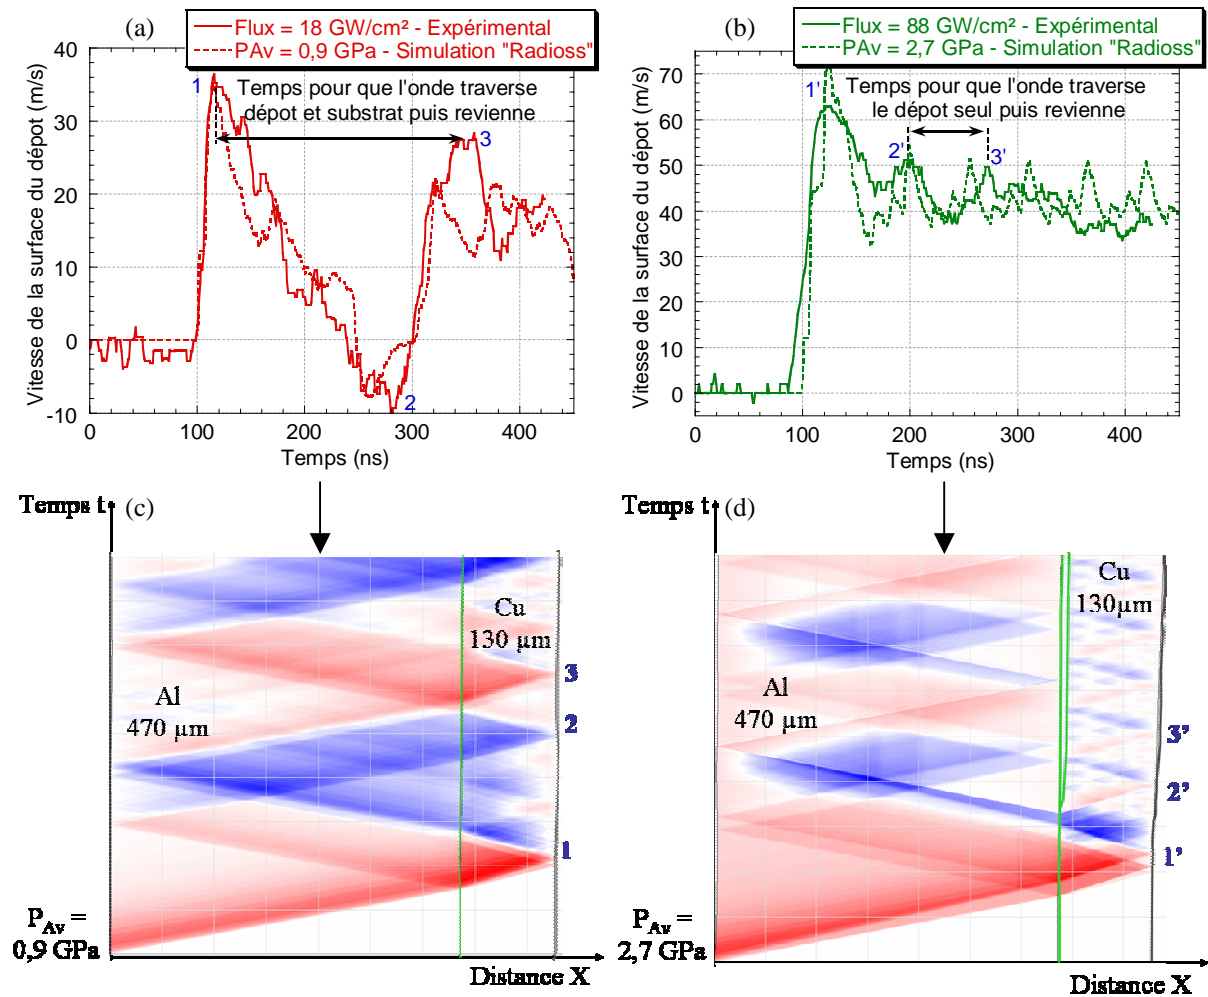 (a)
Flux = 18 GW/cm² - Expérimental
PAv = 0,9 GPa - Simulation "Radioss"
Vitesse de la surface du dépot (m/s)
40
30
20
10
0
-10
1
Temps pour que l'onde traverse
dépot et substrat puis revienne
3
2
0
100
200
300
400
Temps (ns)
(b)
Flux = 88 GW/cm² - Expérimental
PAv = 2,7 GPa - Simulation "Radioss"
Vitesse de la surface du dépot (m/s)
70
60
50
40
30
20
10
0
1'
Temps pour que l'onde traverse
le dépot seul puis revienne
2'
3'
0
100
200
300
400
Temps (ns)
Temps t
(c)
Cu
130 µm
Al
470 µm
3
2
1
PAv =
0,9 GPa
Distance X
Temps t
(d)
Cu
130µm
Al
470 µm
3'
2'
1'
PAv =
2,7 GPa
Distance X